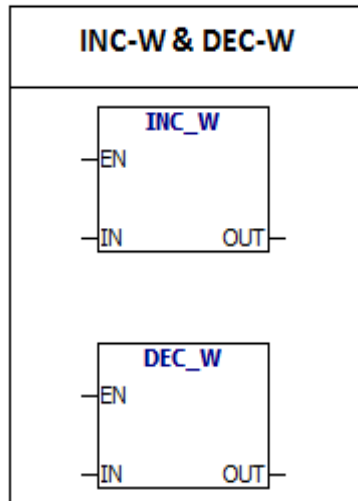 INC-W & DEC-W
INC_W
EN
IN OUT
DEC_W
EN
IN OUT